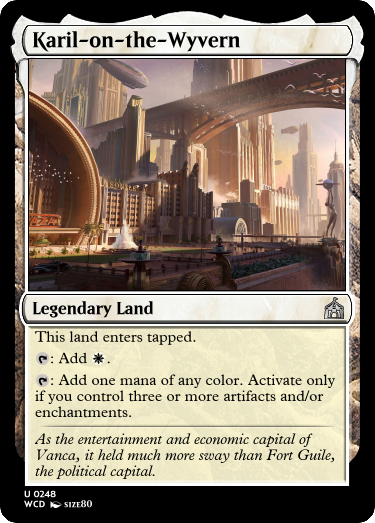 Karil-on-the-Wyvern
Legendary Land
This land enters tapped.
: Add .
: Add one mana of any color. Activate only
if you control three or more artifacts and/or
enchantments.
As the entertainment and economic capital of
Vanca, it held much more sway than Fort Guile,
the political capital.
U 0248
WCD SIZE80